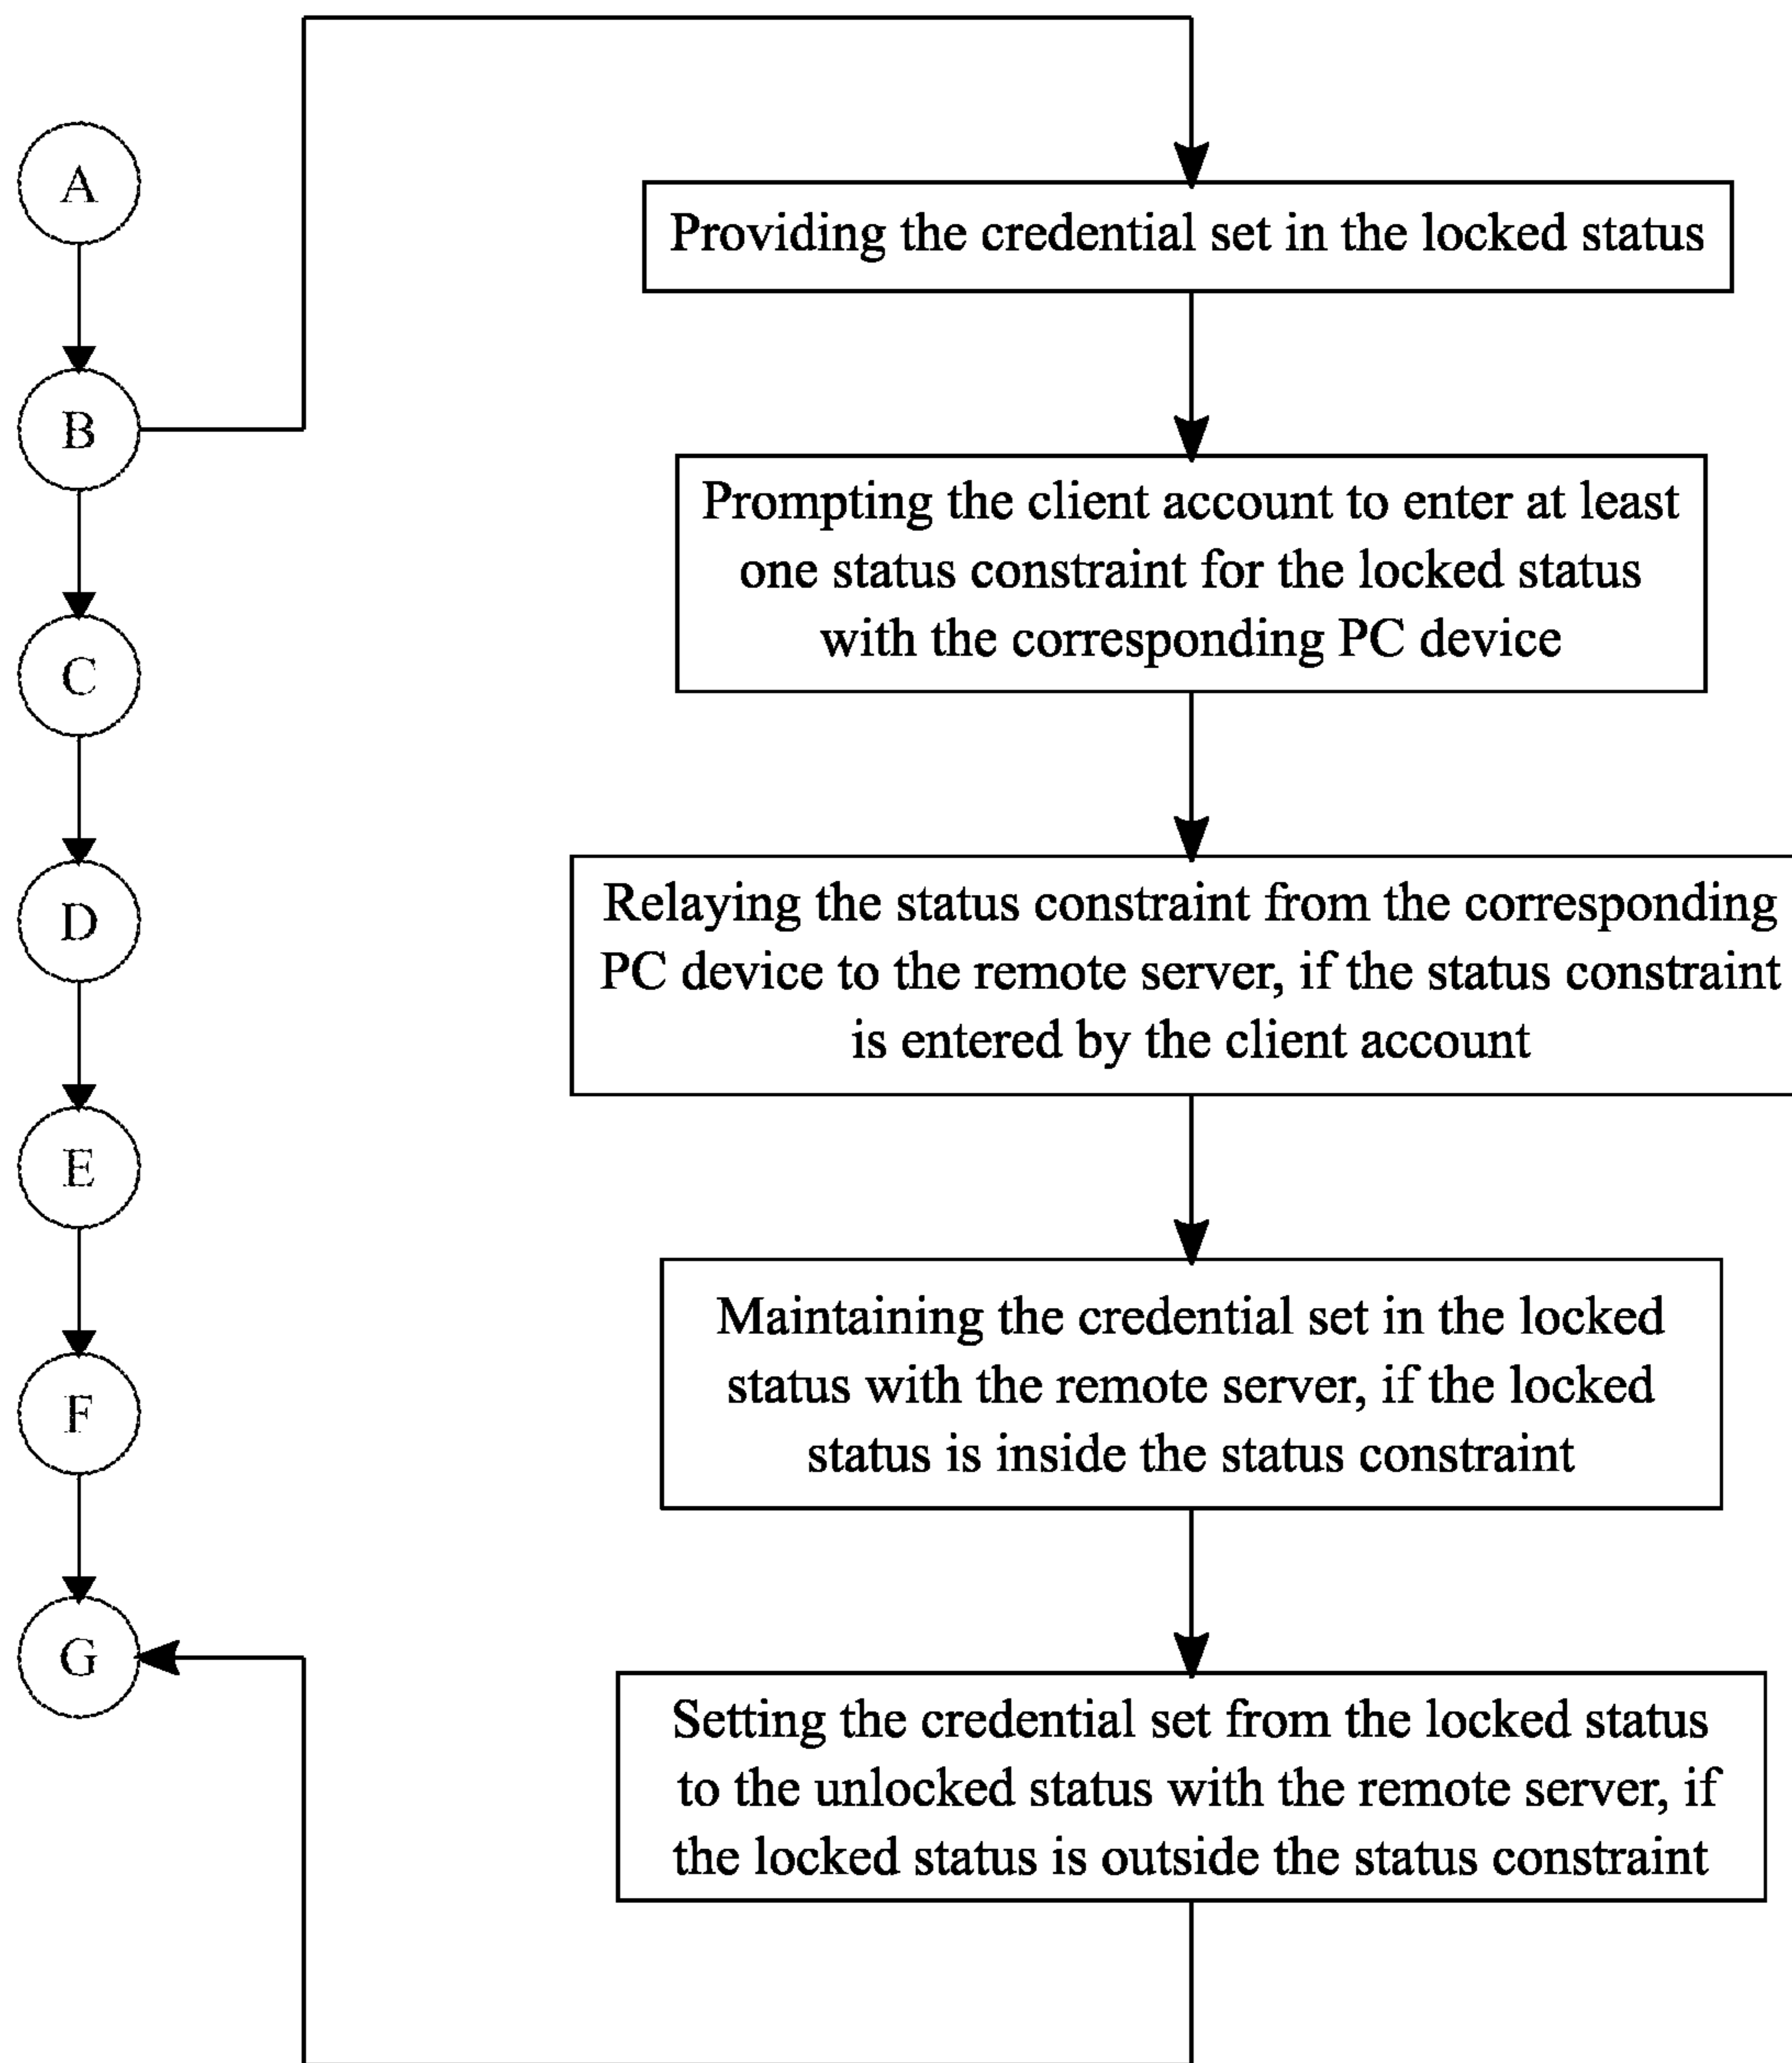 A
B
C
D
E
F
G
Providing the credential set in the locked status
Prompting the client account to enter at least
one status constraint for the locked status
with the corresponding PC device
Relaying the status constraint from the corresponding
PC device to the remote server, if the status constraint
is entered by the client account
Maintaining the credential set in the locked
status with the remote server, if the locked
status is inside the status constraint
Setting the credential set from the locked status
to the unlocked status with the remote server, if
the locked status is outside the status constraint